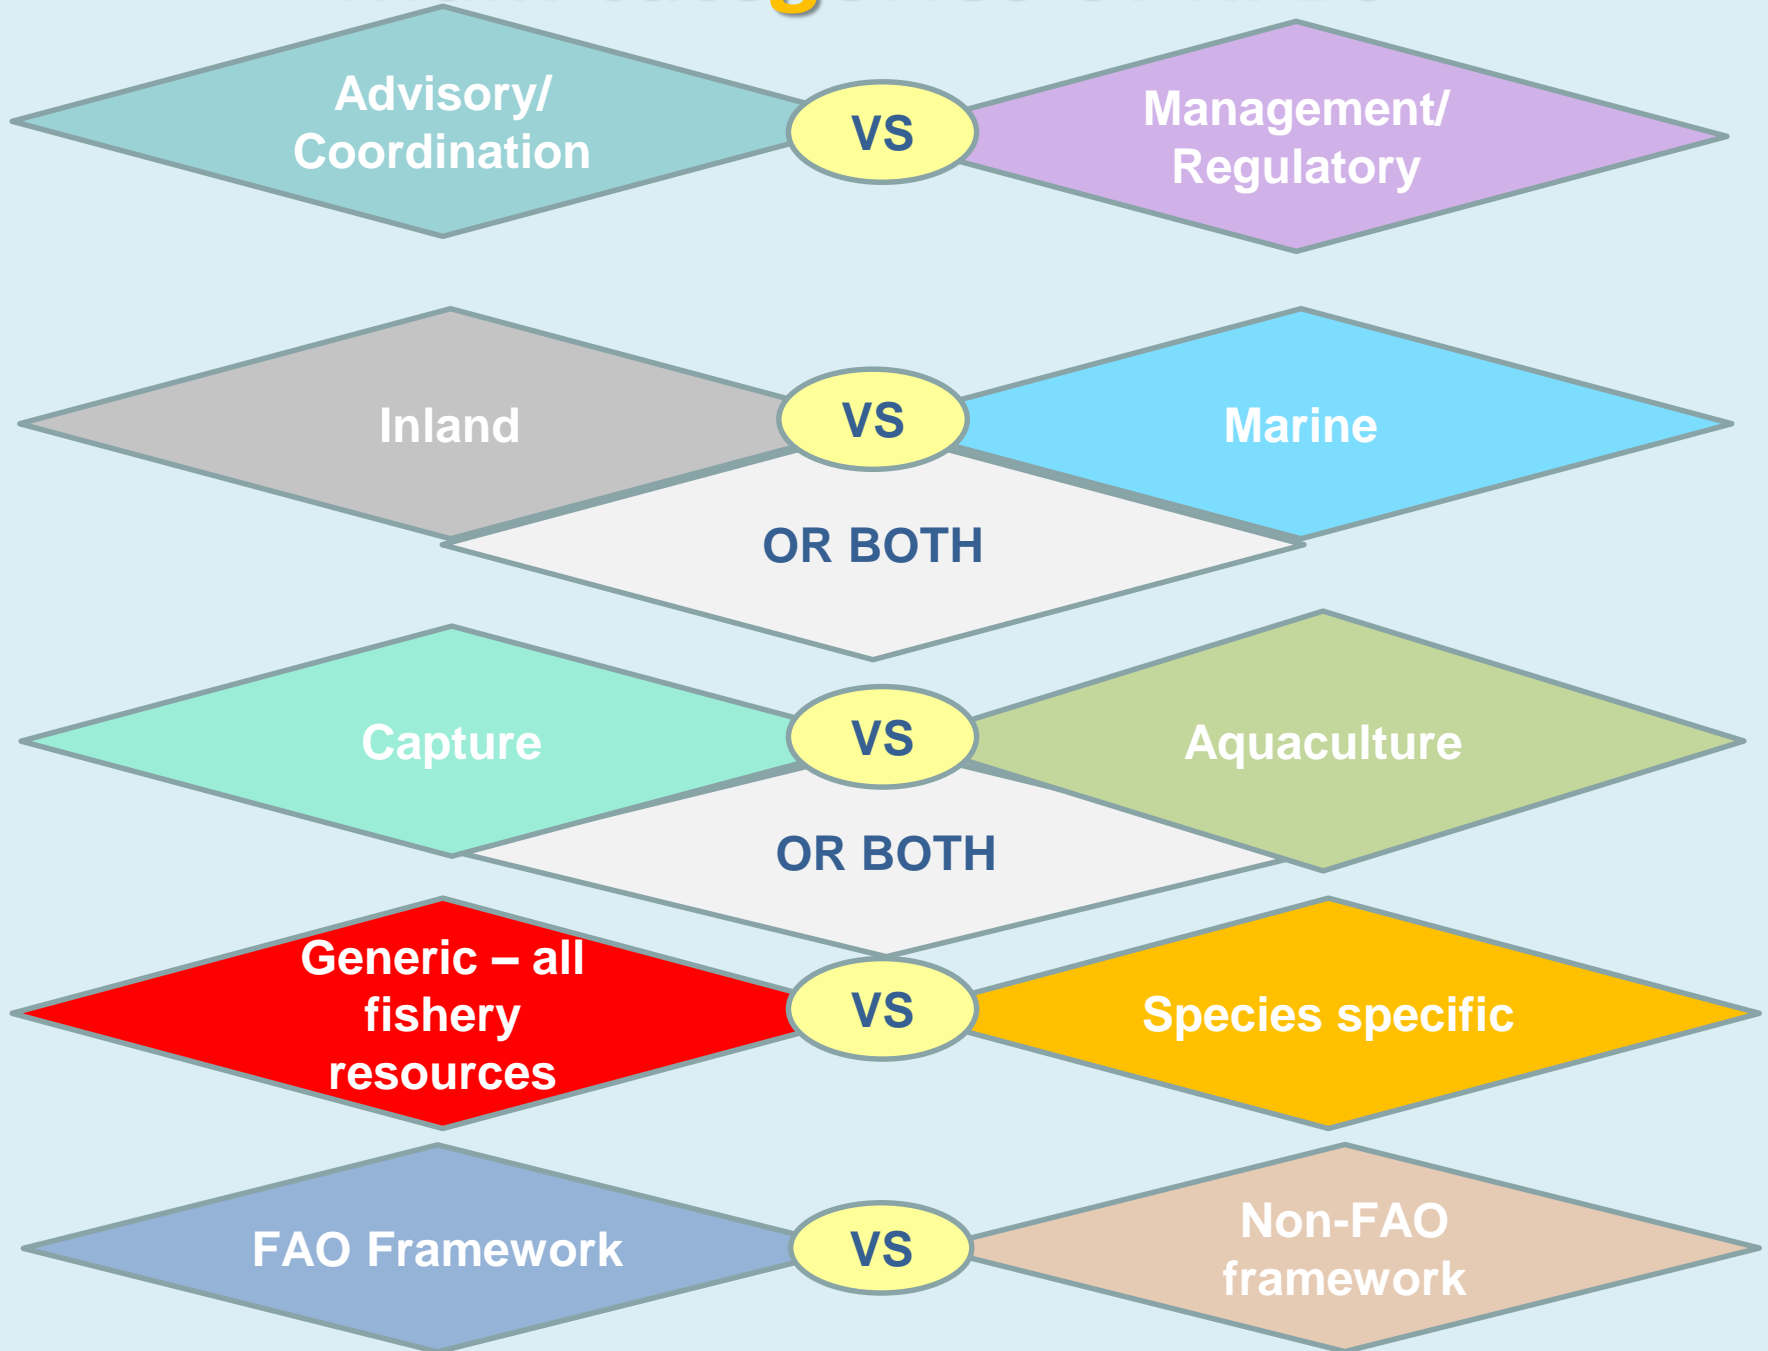 Advisory/
Coordination
VS
Management/
Regulatory
Inland
VS
Marine
OR BOTH
Capture
VS
Aquaculture
OR BOTH
Generic – all
fishery
resources
VS
Species specific
FAO Framework
VS
Non-FAO
framework